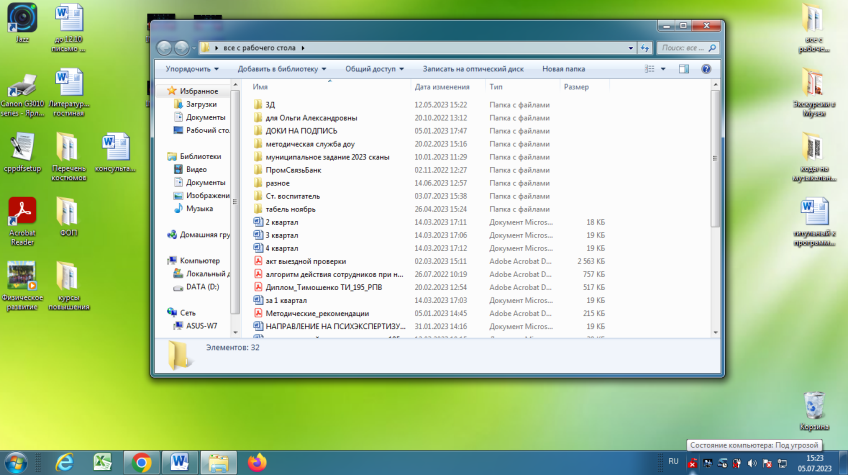 Jazz
до 12.10
письмо -...
Canon G3010
series - Ярл...
Литератур...
гостиная
cppdfsetup
Перечень
костюмов
консульта...
Acrobat
Reader
ФОП
Физическое
развитие
курсы
повышения
все с рабочего стола
Поиск: все ...
Упорядочить
Добавить в библиотеку
Общий доступ
Записать на оптический диск
Новая папка
Избранное
Загрузки
Документы
Рабочий сто.
Библиотеки
Видео
Документы
Изображени
Музыка
Домашняя гру
Компьютер
Локальный д
DATA (D:)
Сеть
ASUS-W7
Имя Дата изменения Тип Размер
3Д 12.05.2023 15:22 Папка с файлами
для Ольги Александровны 20.10.2022 13:12 Папка с файлами
ДОКИ НА ПОДПИСЬ 05.01.2023 17:47 Папка с файлами
методическая служба доу 20.02.2023 15:16 Папка с файлами
муниципальное задание 2023 сканы 10.01.2023 11:29 Папка с файлами
ПромСвязьБанк 02.11.2022 12:27 Папка с файлами
разное 14.06.2023 12:57 Папка с файлами
Ст. воспитатель 03.07.2023 15:38 Папка с файлами
табель ноябрь 26.04.2023 15:24 Папка с файлами
2 квартал 14.03.2023 17:11 Документ Micros... 18 КБ
3 квартал 14.03.2023 17:06 Документ Micros... 19 КБ
4 квартал 14.03.2023 17:12 Документ Micros... 19 КБ
акт выездной проверки 02.03.2023 15:11 Adobe Acrobat D... 2 563 КБ
алгоритм действия сотрудников при н... 26.07.2022 10:19 Adobe Acrobat D... 757 КБ
Диплом_Тимошенко ТИ_195_РПВ 20.02.2023 12:54 Adobe Acrobat D... 517 КБ
за 1 квартал 14.03.2023 17:03 Документ Micros... 19 КБ
Методические_рекомендации 05.01.2023 14:45 Adobe Acrobat D... 215 КБ
НАПРАВЛЕНИЕ НА ПСИХЭКСПЕРТИЗУ... 31.01.2023 14:16 Документ Micros... 19 КБ
Элементов: 32
все с
рабоче...
Экскурсии в
Музеи
коды на
музыкальн...
титульный к
программ...
Корзина
Состояние компьютера: Под угрозой
RU
15:23
05.07.2023